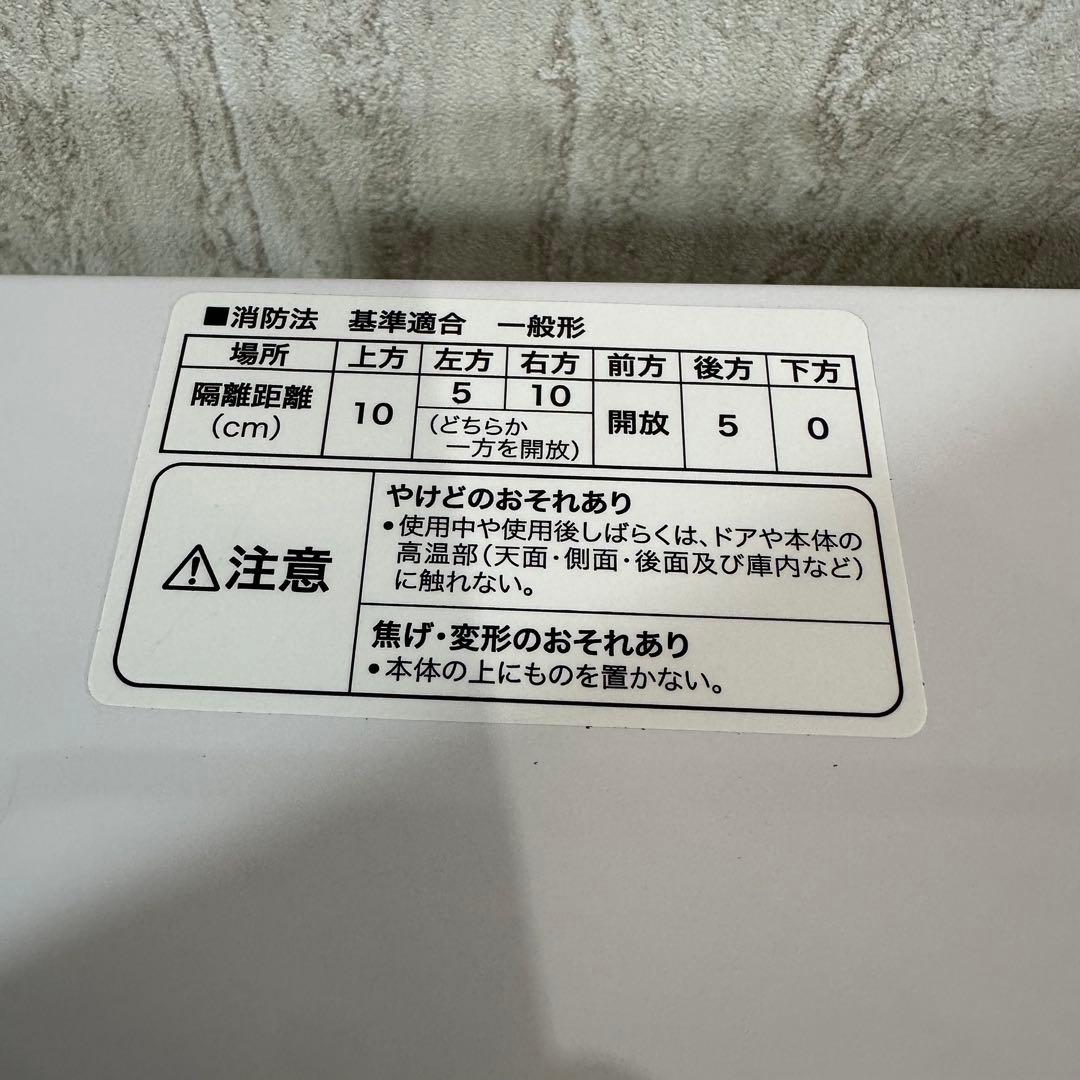 ■消防法　基準適合　一般形
場所 上方 左方 右方 前方 後方 下方
隔離距離(cm) 10 5 10 開放 5 0
(どちらか
一方を開放)
⚠注意
やけどのおそれあり
•使用中や使用後しばらくは、ドアや本体の
高温部(天面・側面・後面及び庫内など)
に触れない。
焦げ・変形のおそれあり
•本体の上にものを置かない。